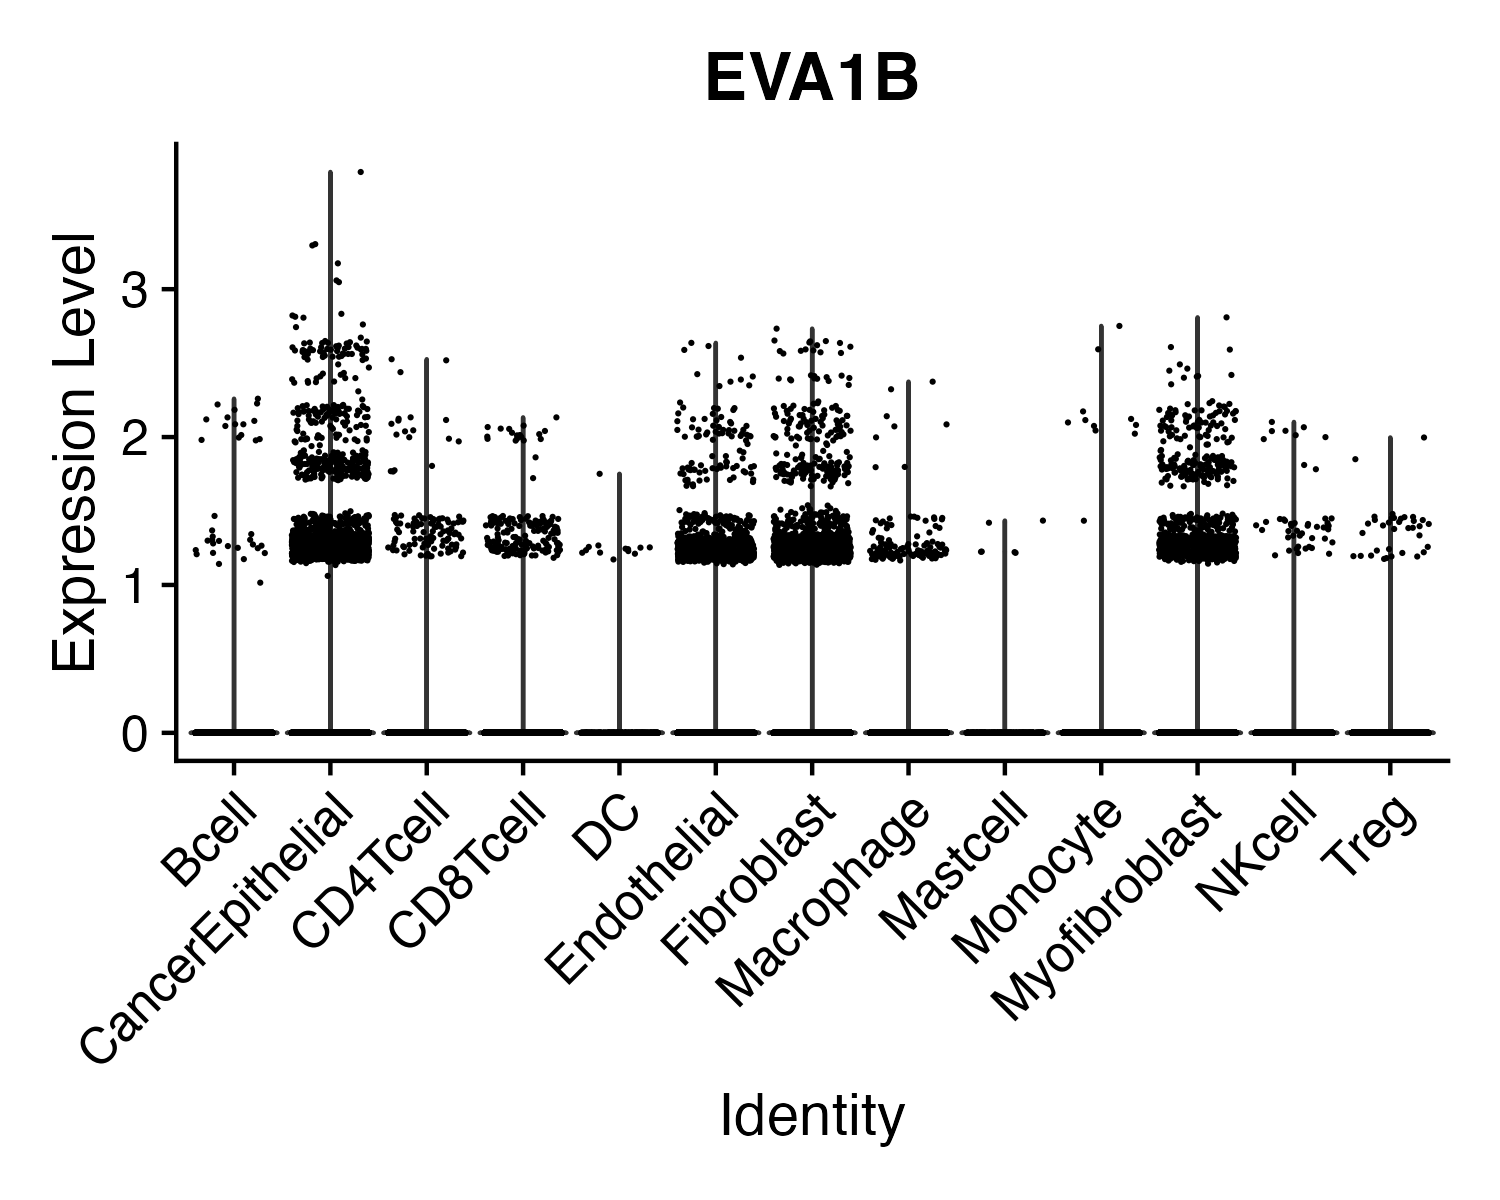 EVA1B
Expression Level
3
2
1
0
Bcell
CancerEpithelial
CD4Tcell
CD8Tcell
DC
Endothelial
Fibroblast
Macrophage
Mastcell
Monocyte
Myofibroblast
NKcell
Treg
Identity